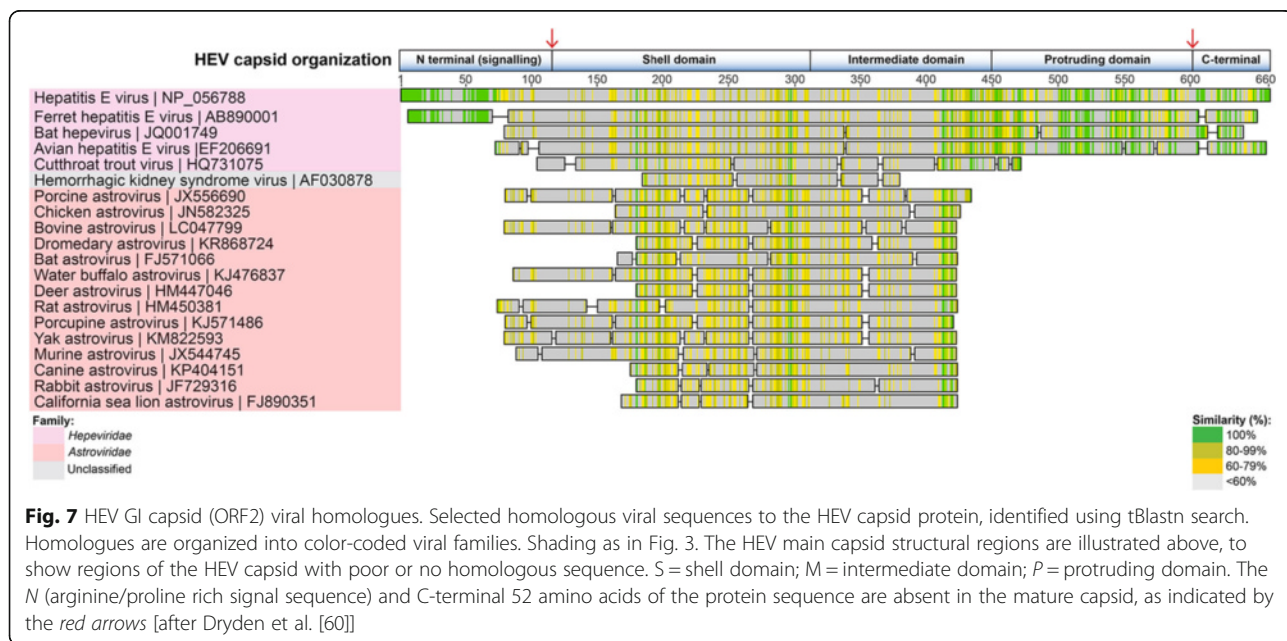 HEV capsid organization
N terminal (signalling) Shell domain Intermediate domain Protruding domain C-terminal
1 50 100 150 200 250 300 350 400 450 500 550 600 660
Hepatitis E virus | NP_056788
Ferret hepatitis E virus | AB890001
Bat hepevirus | JQ001749
Avian hepatitis E virus |EF206691
Cutthroat trout virus | HQ731075
Hemorrhagic kidney syndrome virus | AF030878
Porcine astrovirus | JX556690
Chicken astrovirus | JN582325
Bovine astrovirus | LC047799
Dromedary astrovirus | KR868724
Bat astrovirus | FJ571066
Water buffalo astrovirus | KJ476837
Deer astrovirus | HM447046
Rat astrovirus | HM450381
Porcupine astrovirus | KJ571486
Yak astrovirus | KM822593
Murine astrovirus | JX544745
Canine astrovirus | KP404151
Rabbit astrovirus | JF729316
California sea lion astrovirus | FJ890351
Family:
Hepeviridae
Astroviridae
Unclassified
Similarity (%):
100%
80-99%
60-79%
<60%
Fig. 7 HEV GI capsid (ORF2) viral homologues. Selected homologous viral sequences to the HEV capsid protein, identified using tBlastn search.
Homologues are organized into color-coded viral families. Shading as in Fig. 3. The HEV main capsid structural regions are illustrated above, to
show regions of the HEV capsid with poor or no homologous sequence. S = shell domain; M = intermediate domain; P = protruding domain. The
N (arginine/proline rich signal sequence) and C-terminal 52 amino acids of the protein sequence are absent in the mature capsid, as indicated by
the red arrows [after Dryden et al. [60]]